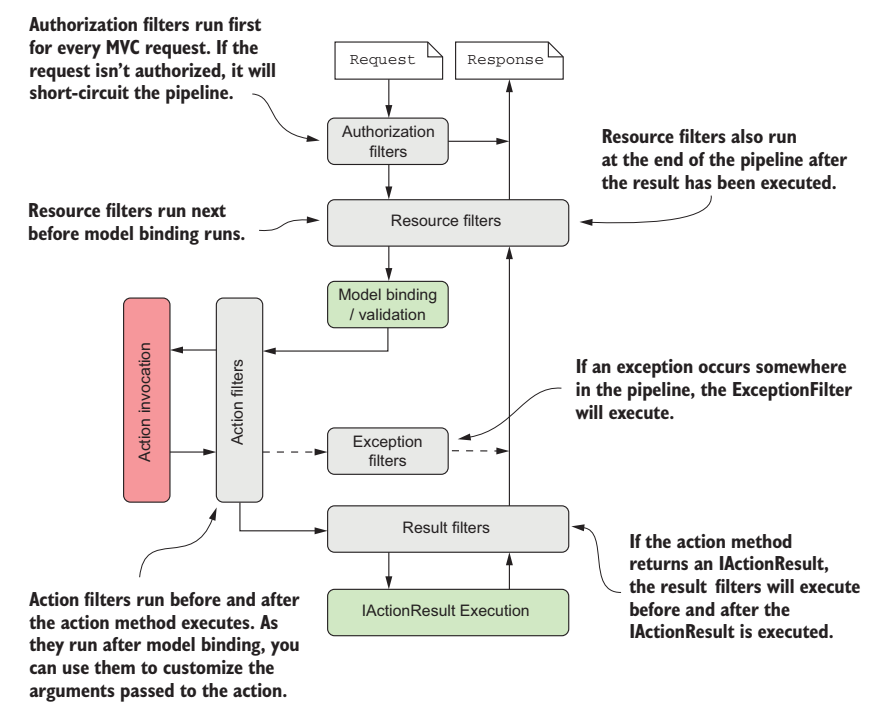 Authorization filters run first
for every MVC request. If the
request isn't authorized, it will
short-circuit the pipeline.
Request
Response
Authorization
filters
Resource filters also run
at the end of the pipeline after
the result has been executed.
Resource filters run next
before model binding runs.
Resource filters
Model binding
/ validation
Action invocation
Action filters
If an exception occurs somewhere
in the pipeline, the ExceptionFilter
will execute.
Exception
filters
Result filters
If the action method
returns an IActionResult,
the result filters will execute
before and after the
IActionResult is executed.
IActionResult Execution
Action filters run before and after
the action method executes. As
they run after model binding, you
can use them to customize the
arguments passed to the action.